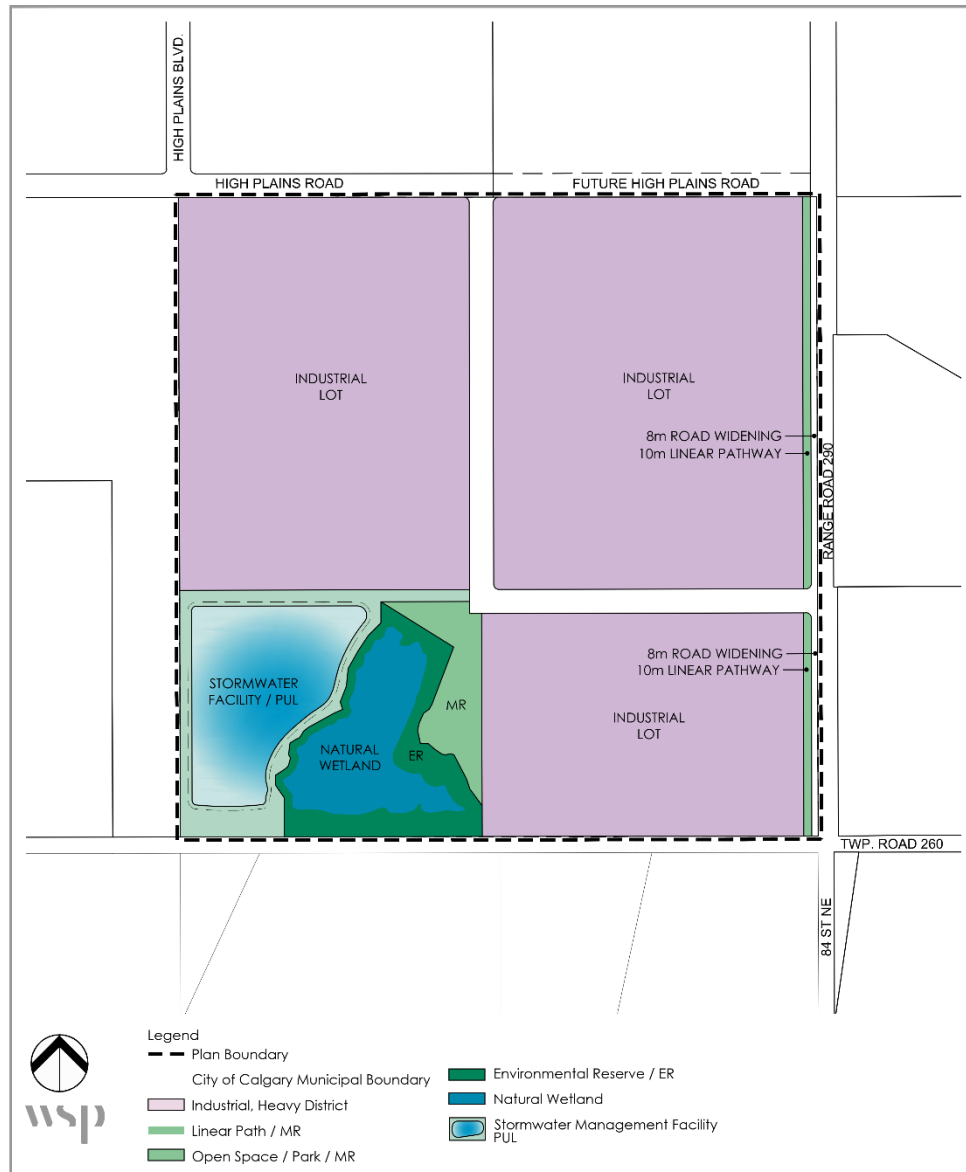 HIGH PLAINS BLVD.
HIGH PLAINS ROAD
FUTURE HIGH PLAINS ROAD
INDUSTRIAL
LOT
INDUSTRIAL
LOT
8m ROAD WIDENING
10m LINEAR PATHWAY
RANGE ROAD 290
STORMWATER
FACILITY / PUL
NATURAL
WETLAND
ER
MR
8m ROAD WIDENING
10m LINEAR PATHWAY
INDUSTRIAL
LOT
TWP. ROAD 260
84 ST NE
wsp
Legend
Plan Boundary
City of Calgary Municipal Boundary
Industrial, Heavy District
Linear Path / MR
Open Space / Park / MR
Environmental Reserve / ER
Natural Wetland
Stormwater Management Facility
PUL